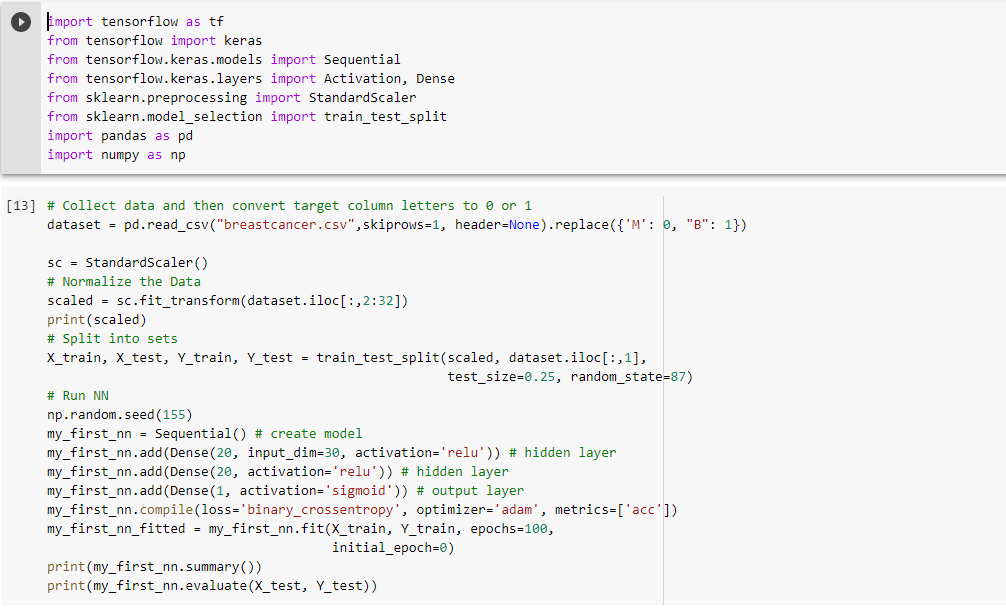 import tensorflow as tf
from tensorflow import keras
from tensorflow.keras.models import Sequential
from tensorflow.keras.layers import Activation, Dense
from sklearn.preprocessing import StandardScaler
from sklearn.model_selection import train_test_split
import pandas as pd
import numpy as np
[13] # Collect data and then convert target column letters to 0 or 1
dataset = pd.read_csv("breastcancer.csv",skiprows=1, header=None).replace({'M': 0, "B": 1})
sc = StandardScaler()
# Normalize the Data
scaled = sc.fit_transform(dataset.iloc[:,2:32])
print(scaled)
# Split into sets
X_train, X_test, Y_train, Y_test = train_test_split(scaled, dataset.iloc[:,1],
test_size=0.25, random_state=87)
# Run NN
np.random.seed(155)
my_first_nn = Sequential() # create model
my_first_nn.add(Dense(20, input_dim=30, activation='relu')) # hidden layer
my_first_nn.add(Dense(20, activation='relu')) # hidden layer
my_first_nn.add(Dense(1, activation='sigmoid')) # output layer
my_first_nn.compile(loss='binary_crossentropy', optimizer='adam', metrics=['acc'])
my_first_nn_fitted = my_first_nn.fit(X_train, Y_train, epochs=100,
initial_epoch=0)
print(my_first_nn.summary())
print(my_first_nn.evaluate(X_test, Y_test))